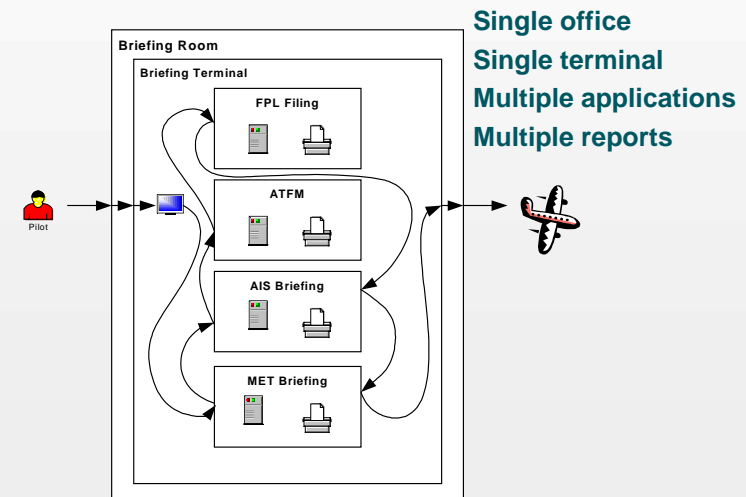 Single office
Single terminal
Multiple applications
Multiple reports
Briefing Room
Briefing Terminal
FPL Filing
ATFM
Pilot
AIS Briefing
MET Briefing